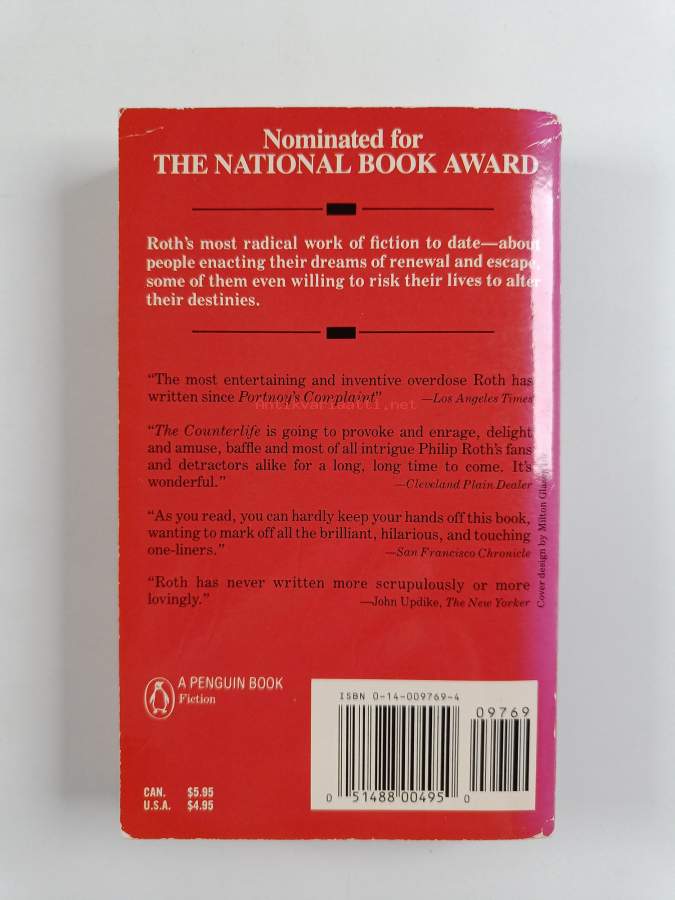 Nominated for
THE NATIONAL BOOK AWARD
Roth's most radical work of fiction to date—about
people enacting their dreams of renewal and escape,
some of them even willing to risk their lives to alter
their destinies.
“The most entertaining and inventive overdose Roth has
written since Portnoy's Complaint” —Los Angeles Times
Antikvariaatti.net
“The Counterlife is going to provoke and enrage, delight
and amuse, baffle and most of all intrigue Philip Roth's fans
and detractors alike for a long, long time to come. It's
wonderful.” —Cleveland Plain Dealer
“As you read, you can hardly keep your hands off this book,
wanting to mark off all the brilliant, hilarious, and touching
one-liners.” —San Francisco Chronicle
“Roth has never written more scrupulously or more
lovingly.” —John Updike, The New Yorker
Cover design by Milton
A PENGUIN BOOK
Fiction
ISBN 0-14-009769-4
09769
0 51488 00495 0
CAN. $5.95
U.S.A. $4.95